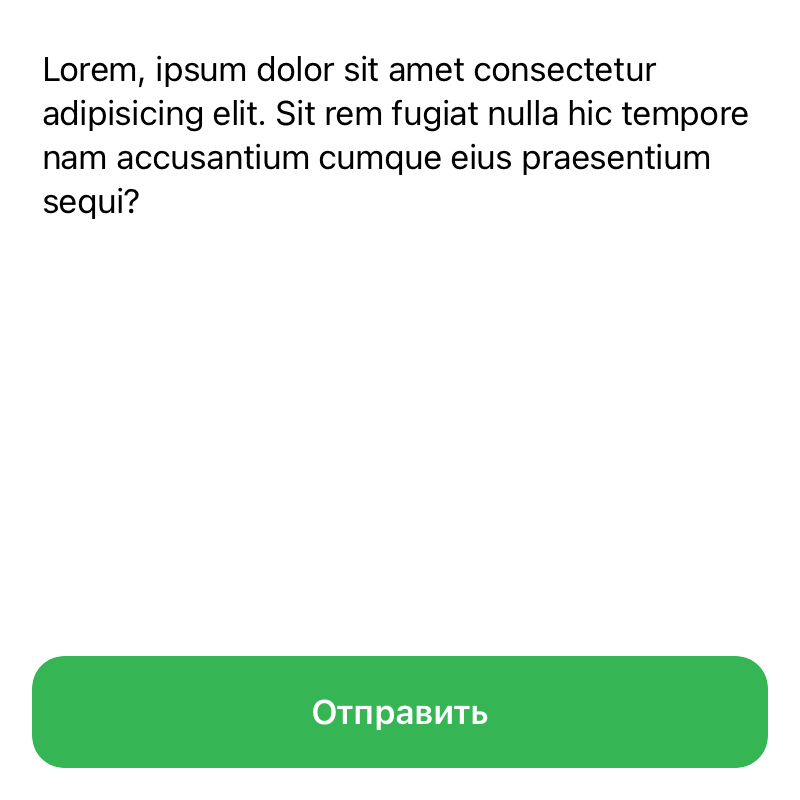 Lorem, ipsum dolor sit amet consectetur
adipisicing elit. Sit rem fugiat nulla hic tempore
nam accusantium cumque eius praesentium
sequi?
Отправить